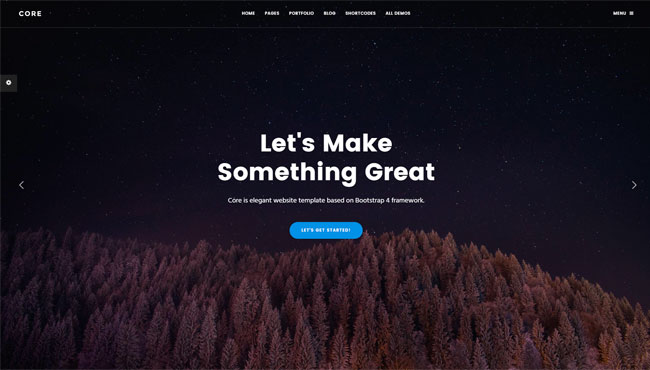 CORE
HOME PAGES PORTFOLIO BLOG SHORTCODES ALL DEMOS
MENU
Let's Make
Something Great
Core is elegant website template based on Bootstrap 4 framework.
LET'S GET STARTED!